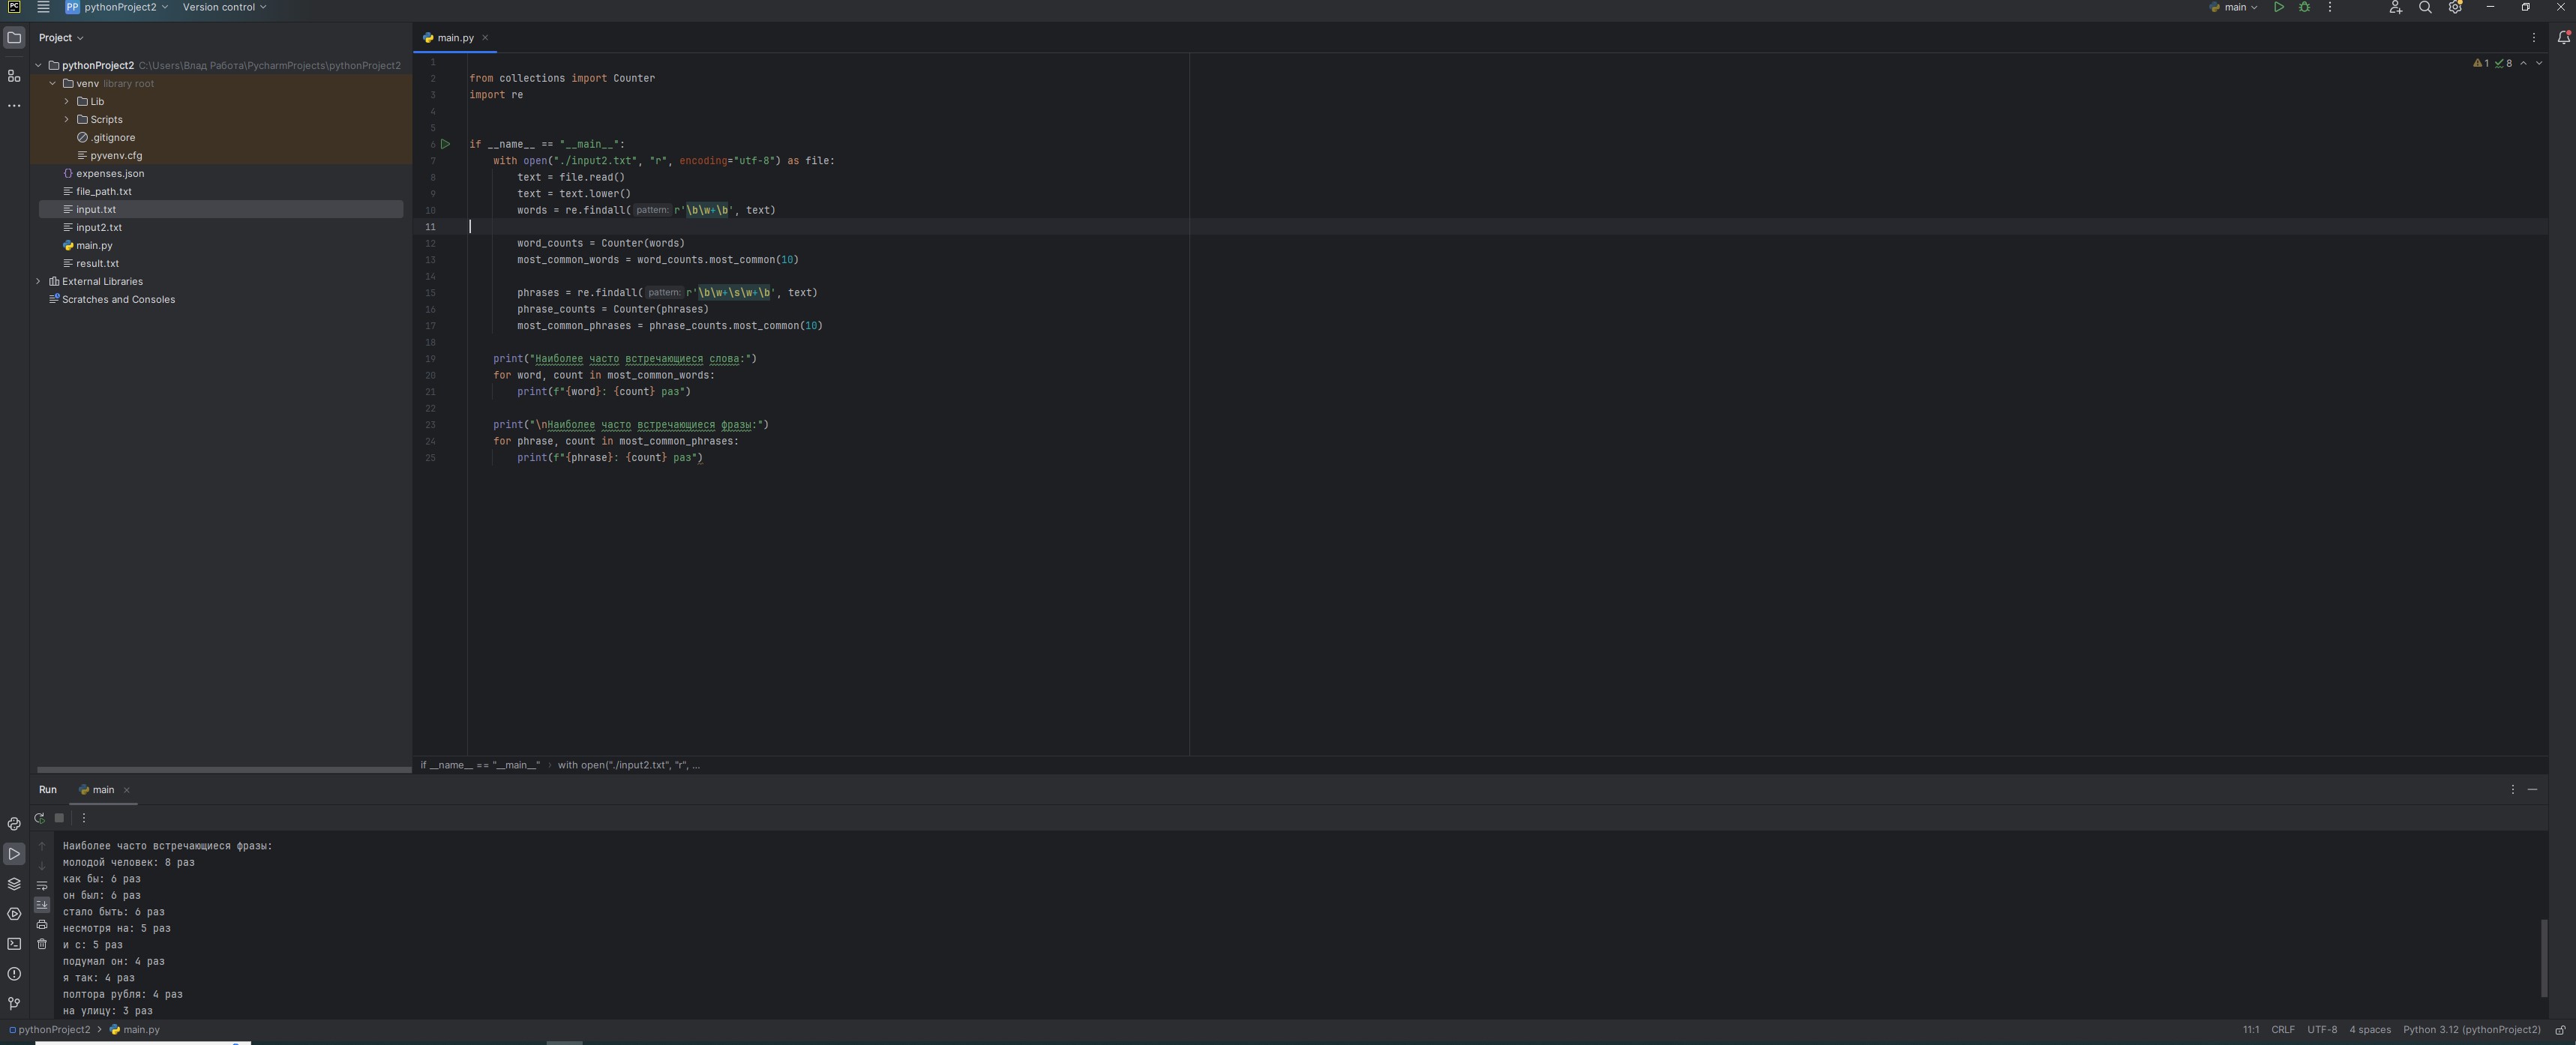 PC PP pythonProject2 Version control main
Project
pythonProject2 C:\Users\Влад Работа\PycharmProjects\pythonProject2
venv library root
Lib
Scripts
.gitignore
pyvenv.cfg
expenses.json
file_path.txt
input.txt
input2.txt
main.py
result.txt
External Libraries
Scratches and Consoles
main.py
1 8
1
2 from collections import Counter
3 import re
4
5
6 if __name__ == "__main__":
7 with open("./input2.txt", "r", encoding="utf-8") as file:
8 text = file.read()
9 text = text.lower()
10 words = re.findall( pattern: r'\b\w+\b', text)
11
12 word_counts = Counter(words)
13 most_common_words = word_counts.most_common(10)
14
15 phrases = re.findall( pattern: r'\b\w+\s\w+\b', text)
16 phrase_counts = Counter(phrases)
17 most_common_phrases = phrase_counts.most_common(10)
18
19 print("Наиболее часто встречающиеся слова:")
20 for word, count in most_common_words:
21 print(f"{word}: {count} раз")
22
23 print("\nНаиболее часто встречающиеся фразы:")
24 for phrase, count in most_common_phrases:
25 print(f"{phrase}: {count} раз")
if __name__ == "__main__" › with open("./input2.txt", "r", ...
Run main
Наиболее часто встречающиеся фразы:
молодой человек: 8 раз
как бы: 6 раз
он был: 6 раз
стало быть: 6 раз
несмотря на: 5 раз
и с: 5 раз
подумал он: 4 раз
я так: 4 раз
полтора рубля: 4 раз
на улицу: 3 раз
pythonProject2 › main.py 11:1 CRLF UTF-8 4 spaces Python 3.12 (pythonProject2)